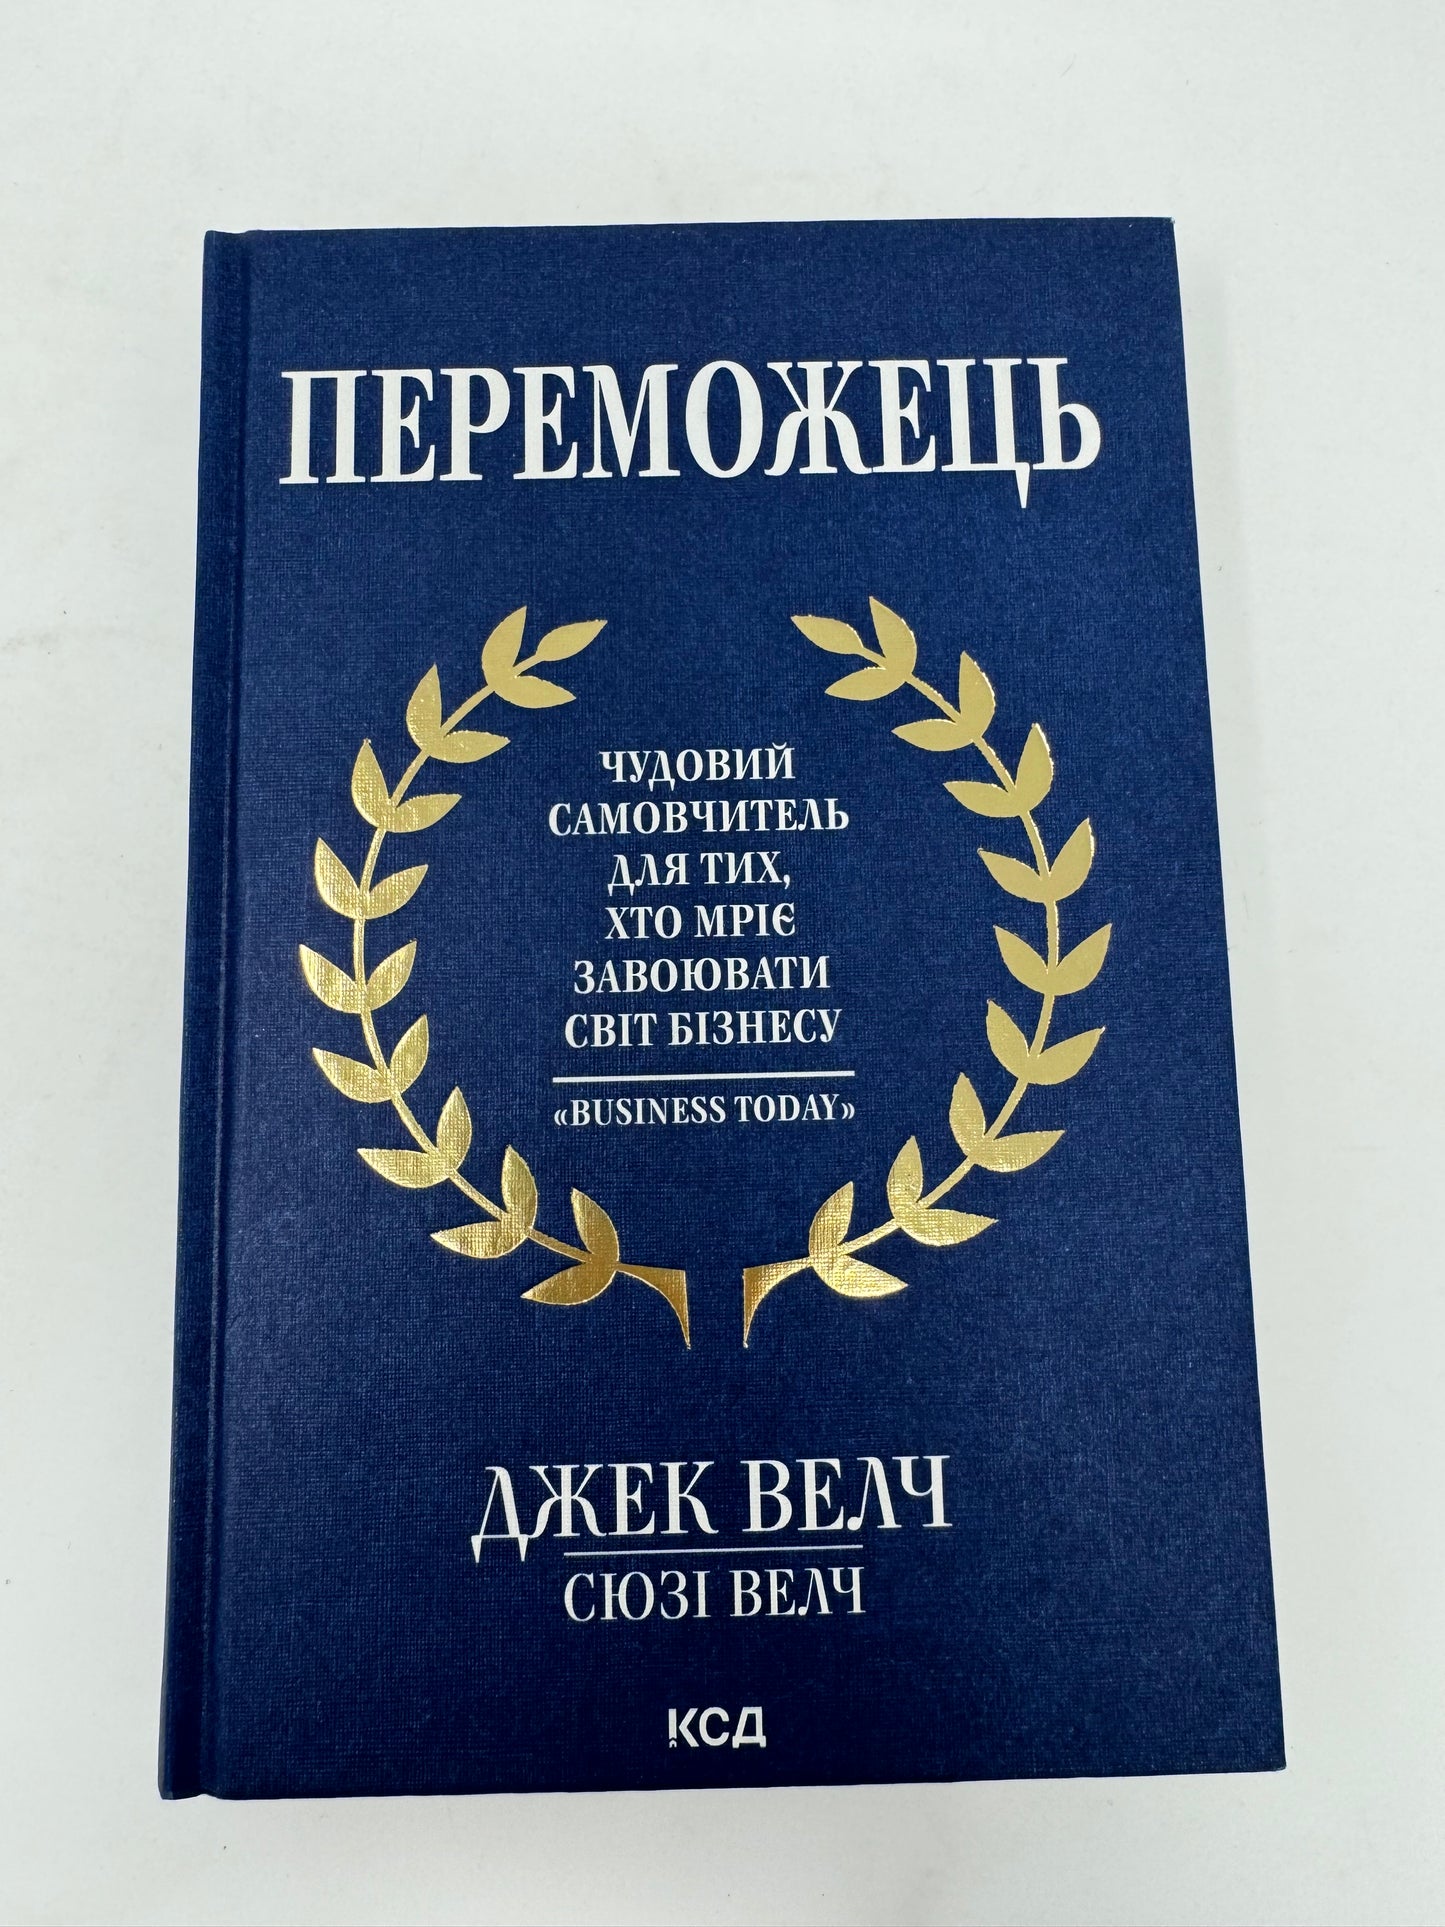 ПЕРЕМОЖЕЦЬ
ЧУДОВИЙ
САМОВЧИТЕЛЬ
ДЛЯ ТИХ,
ХТО МРІЄ
ЗАВОЮВАТИ
СВІТ БІЗНЕСУ
«BUSINESS TODAY»
ДЖЕК ВЕЛЧ
СЮЗІ ВЕЛЧ
КСД